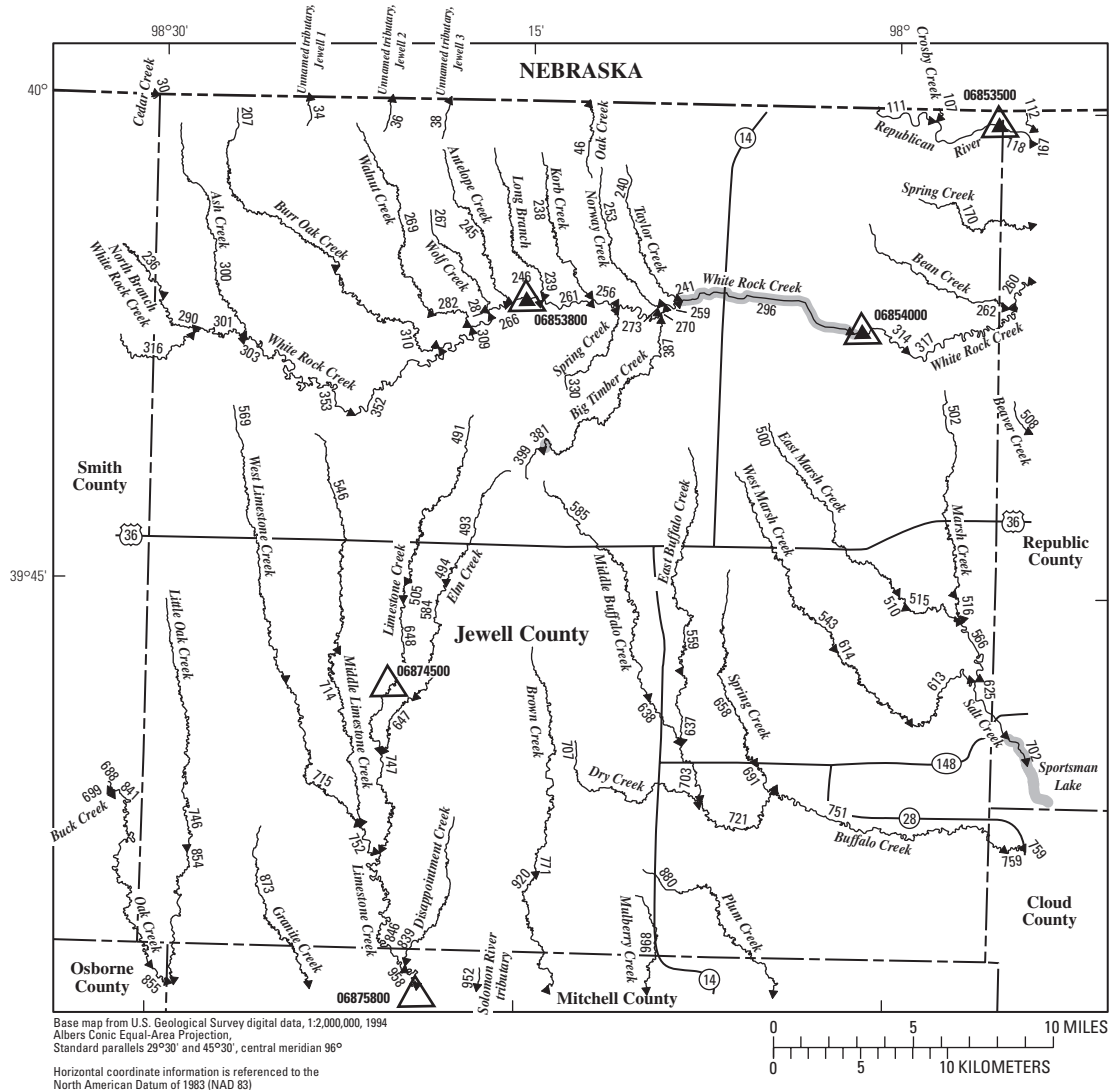 98°30'
15'
98°
Unnamed tributary,
Jewell 1
Unnamed tributary,
Jewell 2
Unnamed tributary,
Jewell 3
NEBRASKA
Crosby Creek
40°
Cedar Creek
30
207
34
36
38
46
Oak Creek
14
111
107
06853500
112
Republican
River
118
197
Ash Creek
300
Burr Oak Creek
Walnut Creek
269
267
Wolf Creek
Antelope Creek
245
Long Branch
Korb Creek
238
239
Norway Creek
253
240
Taylor Creek
Spring Creek
170
Bean Creek
260
262
236
North Branch
White Rock Creek
290
301
303
316
White Rock Creek
353
352
310
282
281
309
266
246
06853800
261
256
273
Spring Creek
330
Big Timber Creek
387
270
259
241
White Rock Creek
296
06854000
314
317
White Rock Creek
381
399
569
West Limestone Creek
546
491
493
Smith
County
36
585
East Buffalo Creek
500
East Marsh Creek
West Marsh Creek
502
Marsh Creek
508
Beaver Creek
36
Republic
County
39°45'
Limestone Creek
505
584
494
Elm Creek
648
Middle Buffalo Creek
559
510
515
516
543
614
566
Little Oak Creek
Jewell County
06874500
714
Middle Limestone Creek
647
747
Brown Creek
638
637
Spring Creek
658
613
625
Salt Creek
702
Sportsman
Lake
688
699
841
Buck Creek
715
707
Dry Creek
703
691
148
721
751
28
Buffalo Creek
759
759
746
854
752
Disappointment Creek
771
920
873
Granite Creek
Limestone Creek
846
839
880
Plum Creek
Mulberry Creek
998
Oak Creek
855
Cloud
County
Osborne
County
958
06875800
952
Solomon River
tributary
Mitchell County
14
Base map from U.S. Geological Survey digital data, 1:2,000,000, 1994
Albers Conic Equal-Area Projection,
Standard parallels 29°30' and 45°30', central meridian 96°
Horizontal coordinate information is referenced to the
North American Datum of 1983 (NAD 83)
0 5 10 MILES
0 5 10 KILOMETERS